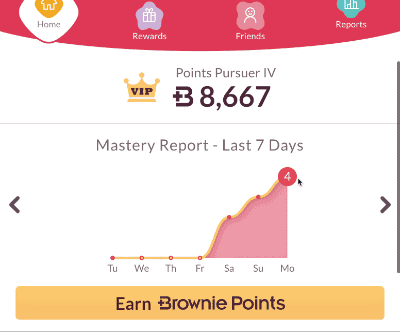 Home
Rewards
Friends
Reports
VIP
Points Pursuer IV
B 8,667
Mastery Report - Last 7 Days
4
Tu We Th Fr Sa Su Mo
Earn Brownie Points